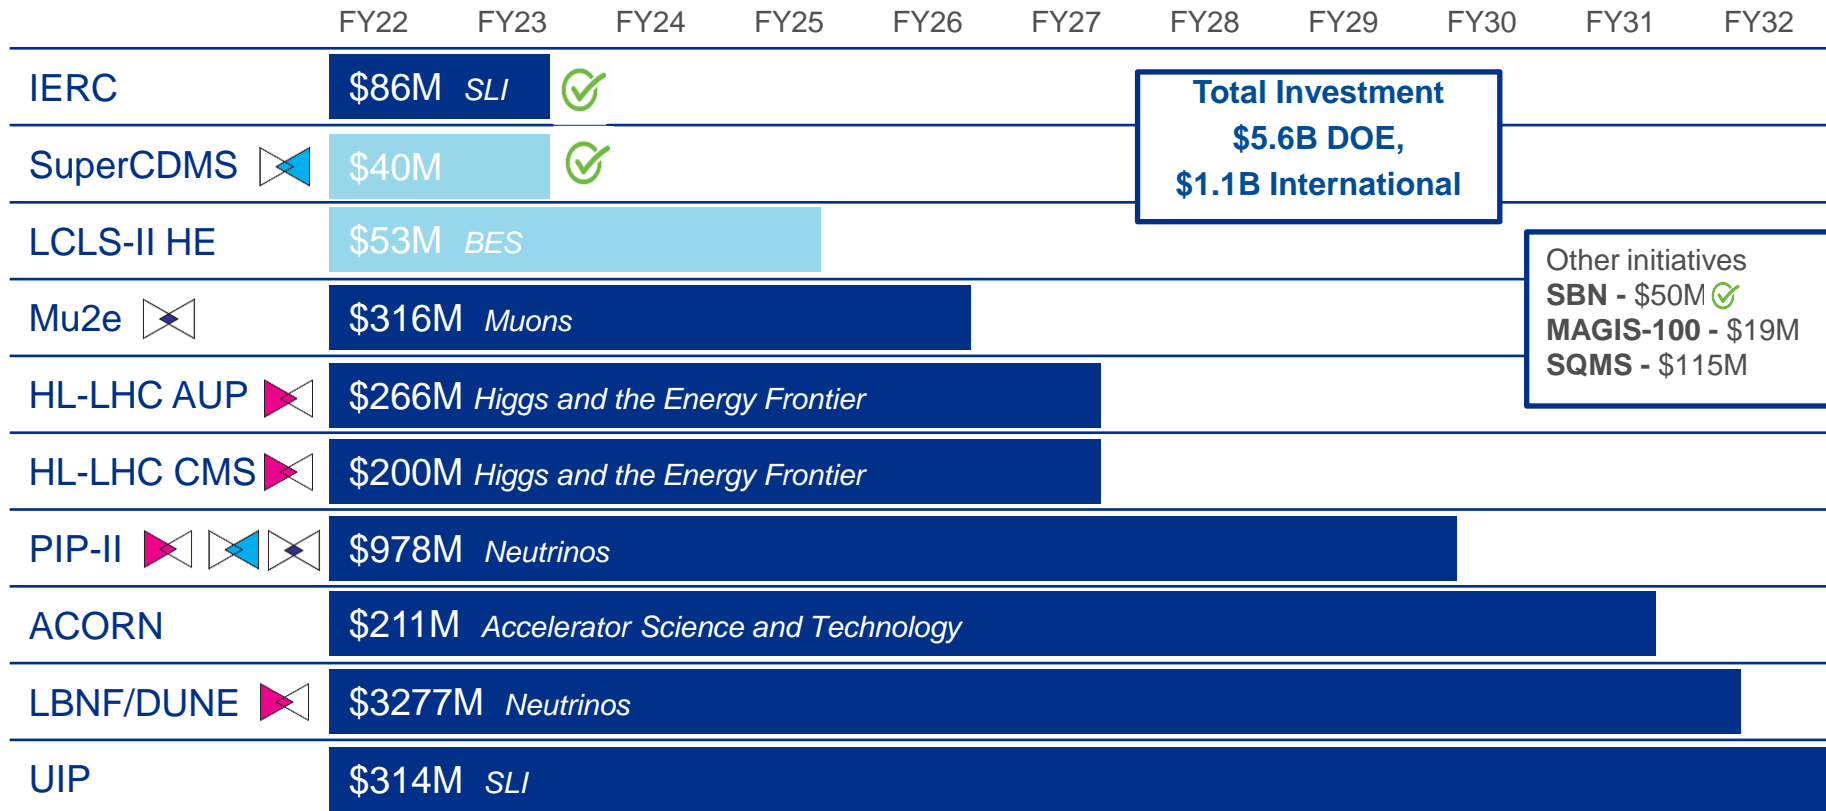 FY22 FY23 FY24 FY25 FY26 FY27 FY28 FY29 FY30 FY31 FY32
IERC $86M SLI
SuperCDMS $40M
LCLS-II HE $53M BES
Mu2e $316M Muons
HL-LHC AUP $266M Higgs and the Energy Frontier
HL-LHC CMS $200M Higgs and the Energy Frontier
PIP-II $978M Neutrinos
ACORN $211M Accelerator Science and Technology
LBNF/DUNE $3277M Neutrinos
UIP $314M SLI
Total Investment
$5.6B DOE,
$1.1B International
Other initiatives
SBN - $50M
MAGIS-100 - $19M
SQMS - $115M